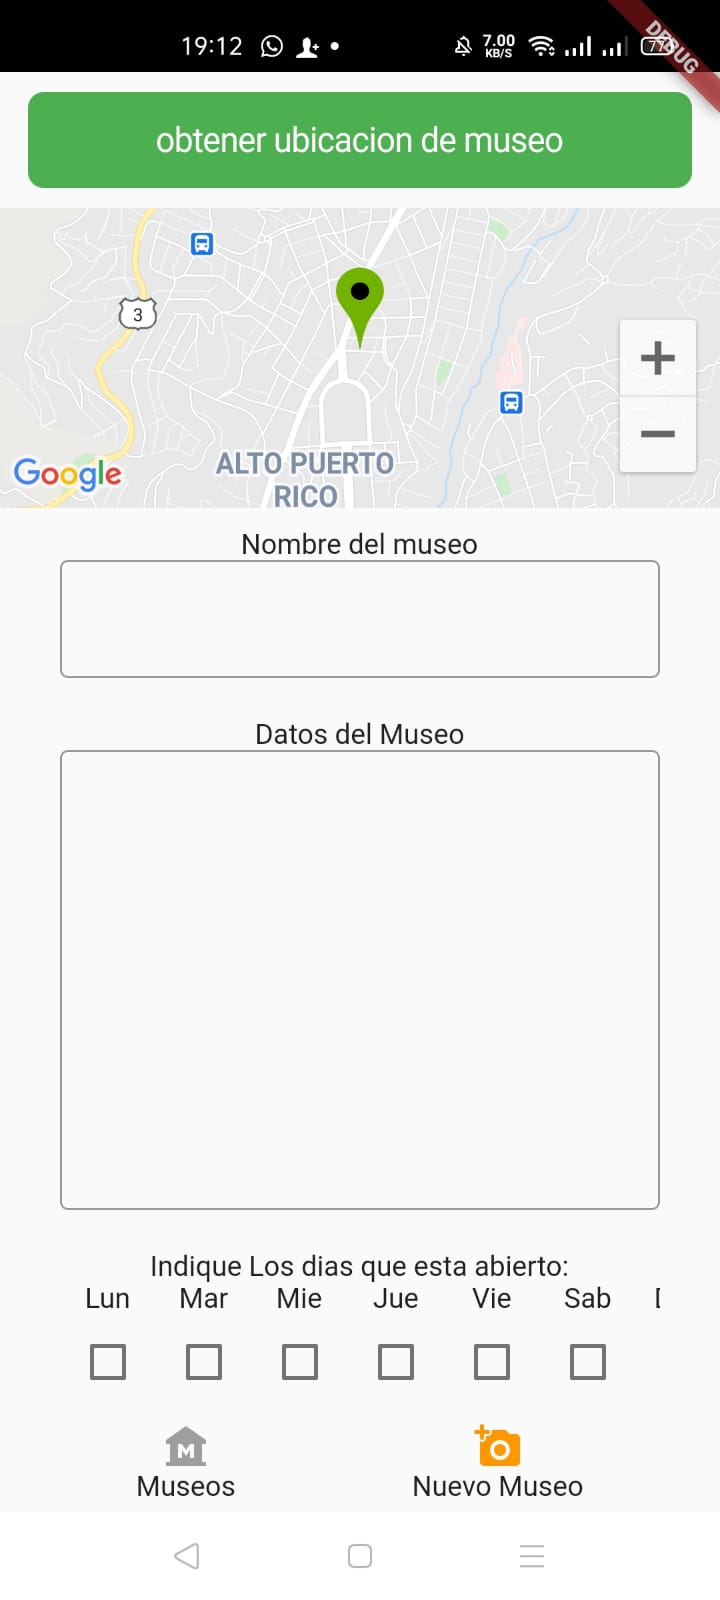 19:12
7.00
KB/S
77
DEBUG
obtener ubicacion de museo
3
Google
ALTO PUERTO
RICO
Nombre del museo
Datos del Museo
Indique Los dias que esta abierto:
Lun Mar Mie Jue Vie Sab
M
Museos Nuevo Museo